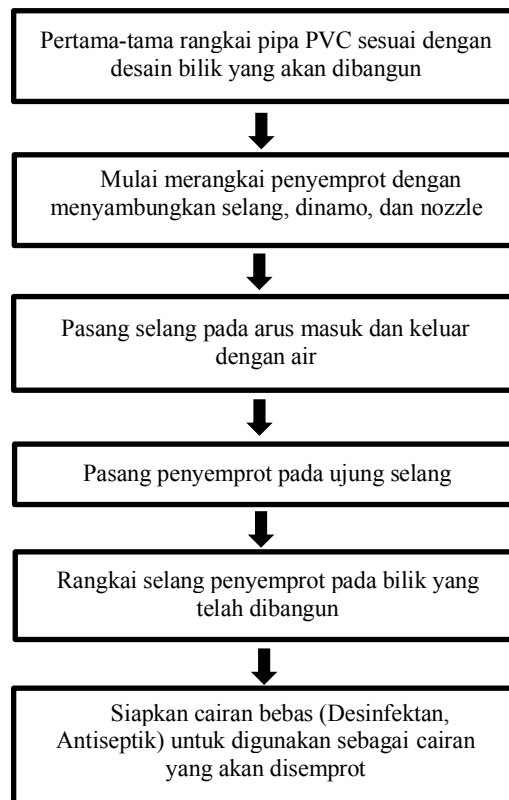 Pertama-tama rangkai pipa PVC sesuai dengan
desain bilik yang akan dibangun
Mulai merangkai penyemprot dengan
menyambungkan selang, dinamo, dan nozzle
Pasang selang pada arus masuk dan keluar
dengan air
Pasang penyemprot pada ujung selang
Rangkai selang penyemprot pada bilik yang
telah dibangun
Siapkan cairan bebas (Desinfektan,
Antiseptik) untuk digunakan sebagai cairan
yang akan disemprot